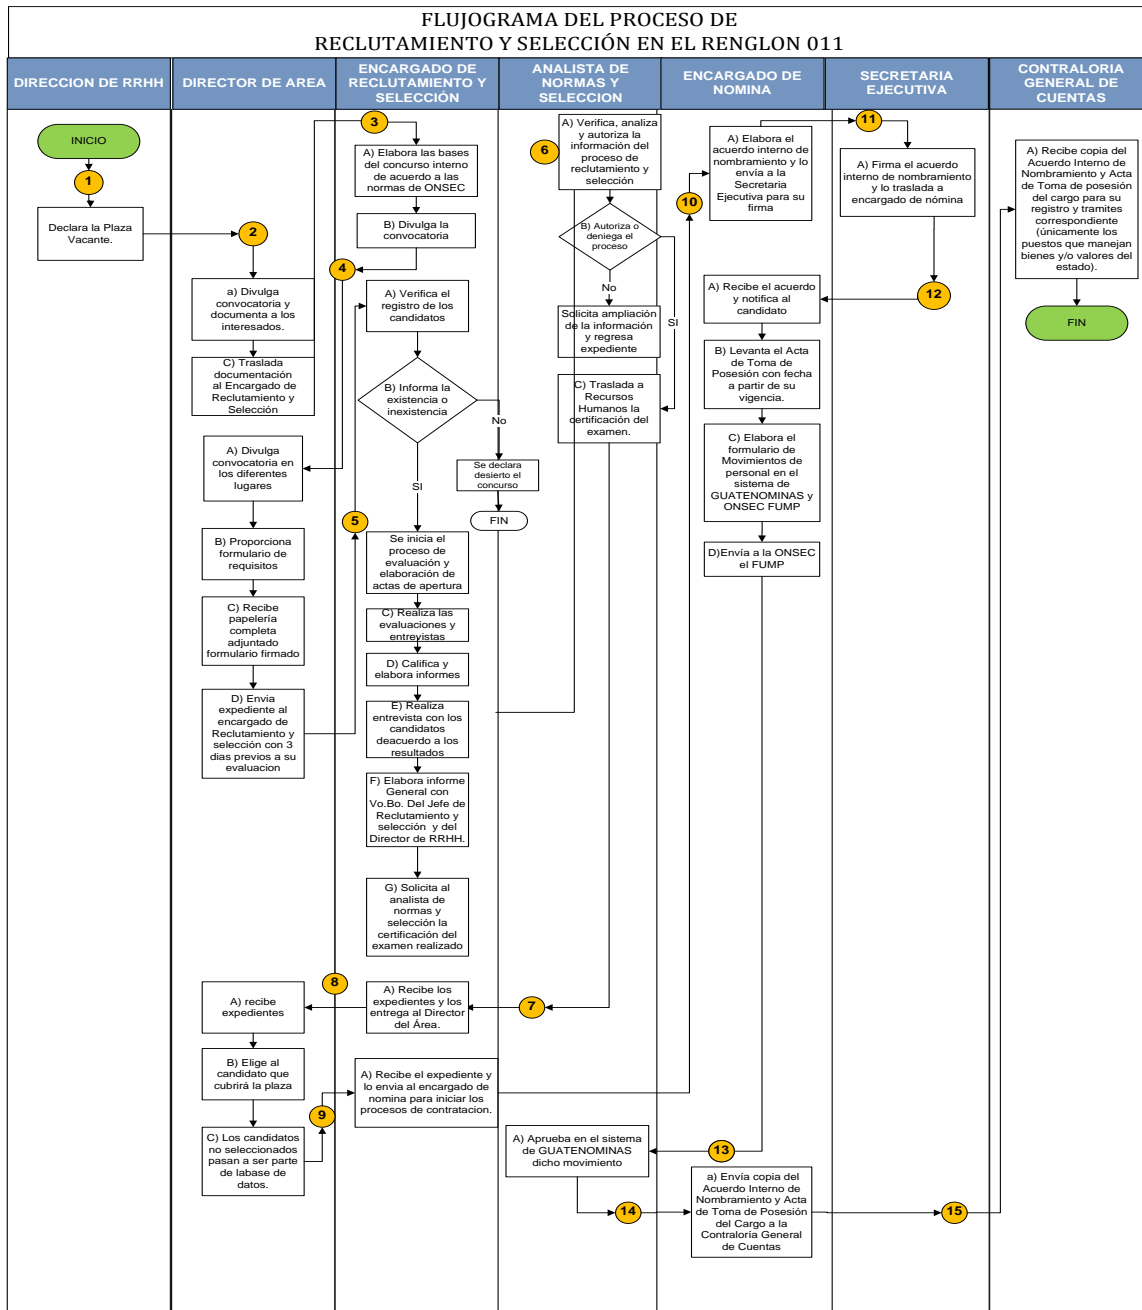 FLUJOGRAMA DEL PROCESO DE
RECLUTAMIENTO Y SELECCIÓN EN EL RENGLON 011
DIRECCION DE RRHH
DIRECTOR DE AREA
ENCARGADO DE
RECLUTAMIENTO Y
SELECCIÓN
ANALISTA DE
NORMAS Y
SELECCION
ENCARGADO DE
NOMINA
SECRETARIA
EJECUTIVA
CONTRALORIA
GENERAL DE
CUENTAS
INICIO
1
Declara la Plaza
Vacante.
2
a) Divulga
convocatoria y
documenta a los
interesados.
C) Traslada
documentación
al Encargado de
Reclutamiento y
Selección
3
A) Elabora las bases
del concurso interno
de acuerdo a las
normas de ONSEC
B) Divulga la
convocatoria
4
A) Divulga
convocatoria en
los diferentes
lugares
B) Proporciona
formulario de
requisitos
C) Recibe
papelería
completa
adjuntado
formulario firmado
D) Envia
expediente al
encargado de
Reclutamiento y
selección con 3
dias previos a su
evaluacion
5
A) Verifica el
registro de los
candidatos
B) Informa la
existencia o
inexistencia
No
Se declara
desierto el
concurso
FIN
SI
Se inicia el
proceso de
evaluación y
elaboración de
actas de apertura
C) Realiza las
evaluaciones y
entrevistas
D) Califica y
elabora informes
E) Realiza
entrevista con los
candidatos
deacuerdo a los
resultados
F) Elabora informe
General con
Vo.Bo. Del Jefe de
Reclutamiento y
selección y del
Director de RRHH.
G) Solicita al
analista de
normas y
selección la
certificación del
examen realizado
6
A) Verifica, analiza
y autoriza la
información del
proceso de
reclutamiento y
selección
B) Autoriza o
deniega el
proceso
No
SI
Solicita ampliación
de la información
y regresa
expediente
C) Traslada a
Recursos
Humanos la
certificación del
examen.
7
A) Recibe los
expedientes y los
entrega al Director
del Área.
8
A) recibe
expedientes
B) Elige al
candidato que
cubrirá la plaza
C) Los candidatos
no seleccionados
pasan a ser parte
de labase de
datos.
9
A) Recibe el expediente y
lo envia al encargado de
nomina para iniciar los
procesos de contratacion.
10
A) Elabora el
acuerdo interno de
nombramiento y lo
envía a la
Secretaria
Ejecutiva para su
firma
11
A) Firma el acuerdo
interno de nombramiento
y lo traslada a
encargado de nómina
12
A) Recibe el acuerdo
y notifica al
candidato
B) Levanta el Acta
de Toma de
Posesión con fecha
a partir de su
vigencia.
C) Elabora el
formulario de
Movimientos de
personal en el
sistema de
GUATENOMINAS y
ONSEC FUMP
D)Envía a la ONSEC
el FUMP
13
A) Aprueba en el sistema
de GUATENOMINAS
dicho movimiento
14
a) Envía copia del
Acuerdo Interno de
Nombramiento y Acta
de Toma de Posesión
del Cargo a la
Contraloría General
de Cuentas
15
A) Recibe copia del
Acuerdo Interno de
Nombramiento y Acta
de Toma de posesión
del cargo para su
registro y tramites
correspondiente
(únicamente los
puestos que manejan
bienes y/o valores del
estado).
FIN